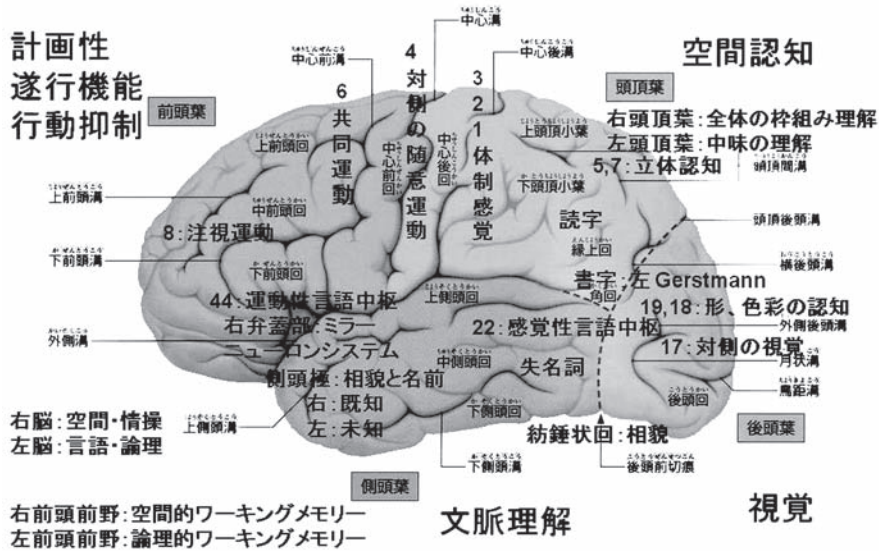 計画性
遂行機能
行動抑制
前頭葉
中心溝
中心前溝
中心後溝
空間認知
頭頂葉
右頭頂葉：全体の枠組み理解
左頭頂葉：中味の理解
5,7：立体認知
頭頂間溝
6 共同運動
4 対側の随意運動
3 2 1 体制感覚
上前頭回
中心前回
中心後回
上頭頂小葉
下頭頂小葉
上前頭溝
中前頭回
8：注視運動
読字
頭頂後頭溝
縁上回
下前頭溝
下前頭回
横後頭溝
書字：左 Gerstmann
角回
44：運動性言語中枢
上側頭回
19,18：形、色彩の認知
右弁蓋部：ミラー
ニューロンシステム
22：感覚性言語中枢
外側後頭溝
外側溝
17：対側の視覚
中側頭回
失名詞
月状溝
側頭極：相貌と名前
右：既知
左：未知
下側頭回
後頭回
鳥距溝
右脳：空間・情操
左脳：言語・論理
上側頭溝
紡錘状回：相貌
後頭葉
下側頭溝
後頭前切痕
側頭葉
右前頭前野：空間的ワーキングメモリー
左前頭前野：論理的ワーキングメモリー
文脈理解
視覚